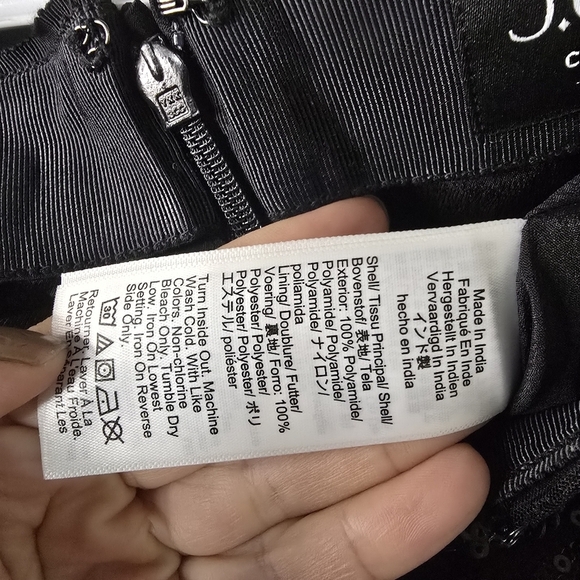 J.
C
Made In India
Fabriqué En Inde
Hergestellt In Indien
Vervaardigd In India
インド製
hecho en india
Shell/ Tissu Principal/ Shell/
Bovenstof/ 表地/ Tela
Exterior: 100% Polyamide/
Polyamide/ Polyamide/
Polyamide/ ナイロン/
poliamida
Lining/ Doublure/ Futter/
Voering/ 裏地/ Forro: 100%
Polyester/ Polyester/
Polyester/ Polyester/ ポリ
エステル/ poliéster
Turn Inside Out. Machine
Wash Cold. With Like
Colors. Non-chlorine
Bleach Only. Tumble Dry
Low. Iron On Lowest
Setting. Iron On Reverse
Side Only.
30
Retourner. Laver À La
Machine À L'eau Froide.
Laver En Séparant Les